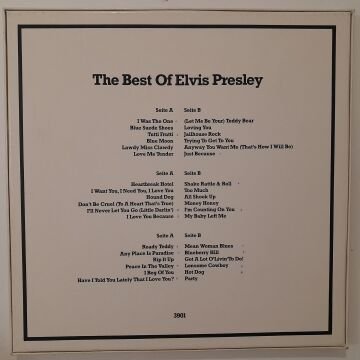 The Best Of Elvis Presley
Seite A
I Was The One
Blue Suede Shoes
Tutti Frutti
Blue Moon
Lawdy Miss Clawdy
Love Me Tender
Seite B
(Let Me Be Your) Teddy Bear
Loving You
Jailhouse Rock
Trying To Get To You
Anyway You Want Me (That's How I Will Be)
Just Because
Seite A
Heartbreak Hotel
I Want You, I Need You, I Love You
Hound Dog
Don't Be Cruel (To A Heart That's True)
I'll Never Let You Go (Little Darlin')
I Love You Because
Seite B
Shake Rattle & Roll
Too Much
All Shook Up
Money Honey
I'm Counting On You
My Baby Left Me
Seite A
Ready Teddy
Any Place Is Paradise
Rip It Up
Peace In The Valley
I Beg Of You
Have I Told You Lately That I Love You?
Seite B
Mean Woman Blues
Blueberry Hill
Got A Lot O'Livin' To Do!
Lonesome Cowboy
Hot Dog
Party
3901